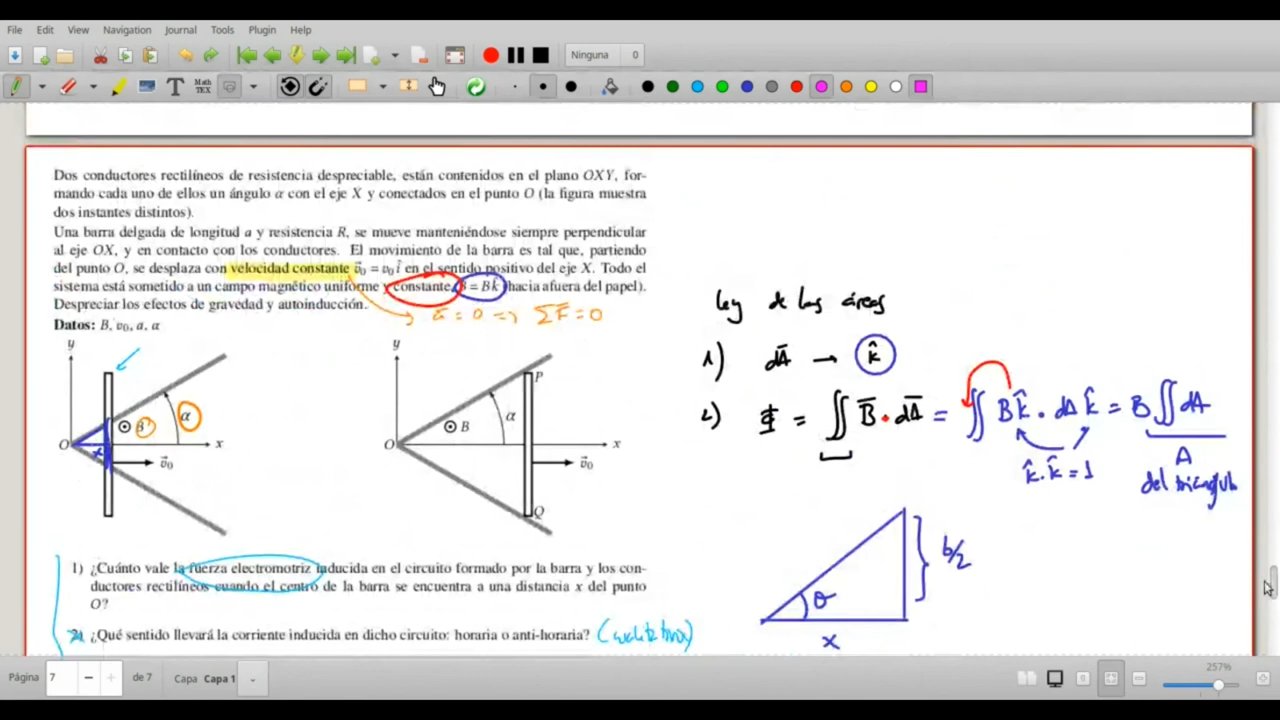 File Edit View Navigation Journal Tools Plugin Help
Ninguna 0
T Math TEX
Dos conductores rectilíneos de resistencia despreciable, están contenidos en el plano OXY, for-
mando cada uno de ellos un ángulo α con el eje X y conectados en el punto O (la figura muestra
dos instantes distintos).
Una barra delgada de longitud a y resistencia R, se mueve manteniéndose siempre perpendicular
al eje OX, y en contacto con los conductores. El movimiento de la barra es tal que, partiendo
del punto O, se desplaza con velocidad constante v⃗₀ = v₀ i⃗ en el sentido positivo del eje X. Todo el
sistema está sometido a un campo magnético uniforme y constante B = Bk (hacia afuera del papel).
Despreciar los efectos de gravedad y autoinducción.
ā = 0 => ΣF̄ = 0
Datos: B, v₀, a, α
y
α
B
O
x
x
v⃗₀
y
P
α
B
O
x
v⃗₀
Q
1) ¿Cuánto vale la fuerza electromotriz inducida en el circuito formado por la barra y los con-
ductores rectilíneos cuando el centro de la barra se encuentra a una distancia x del punto
O?
¿Qué sentido llevará la corriente inducida en dicho circuito: horaria o anti-horaria? (cualitativa)
ley de las áreas
1) dĀ → k̂
2) Φ = ∬ B̄ · dĀ = ∬ B k̂ · dA k̂ = B ∬ dA
k̂ · k̂ = 1
A
del triangulo
b/2
θ
x
Página 7 de 7 Capa Capa 1 257%